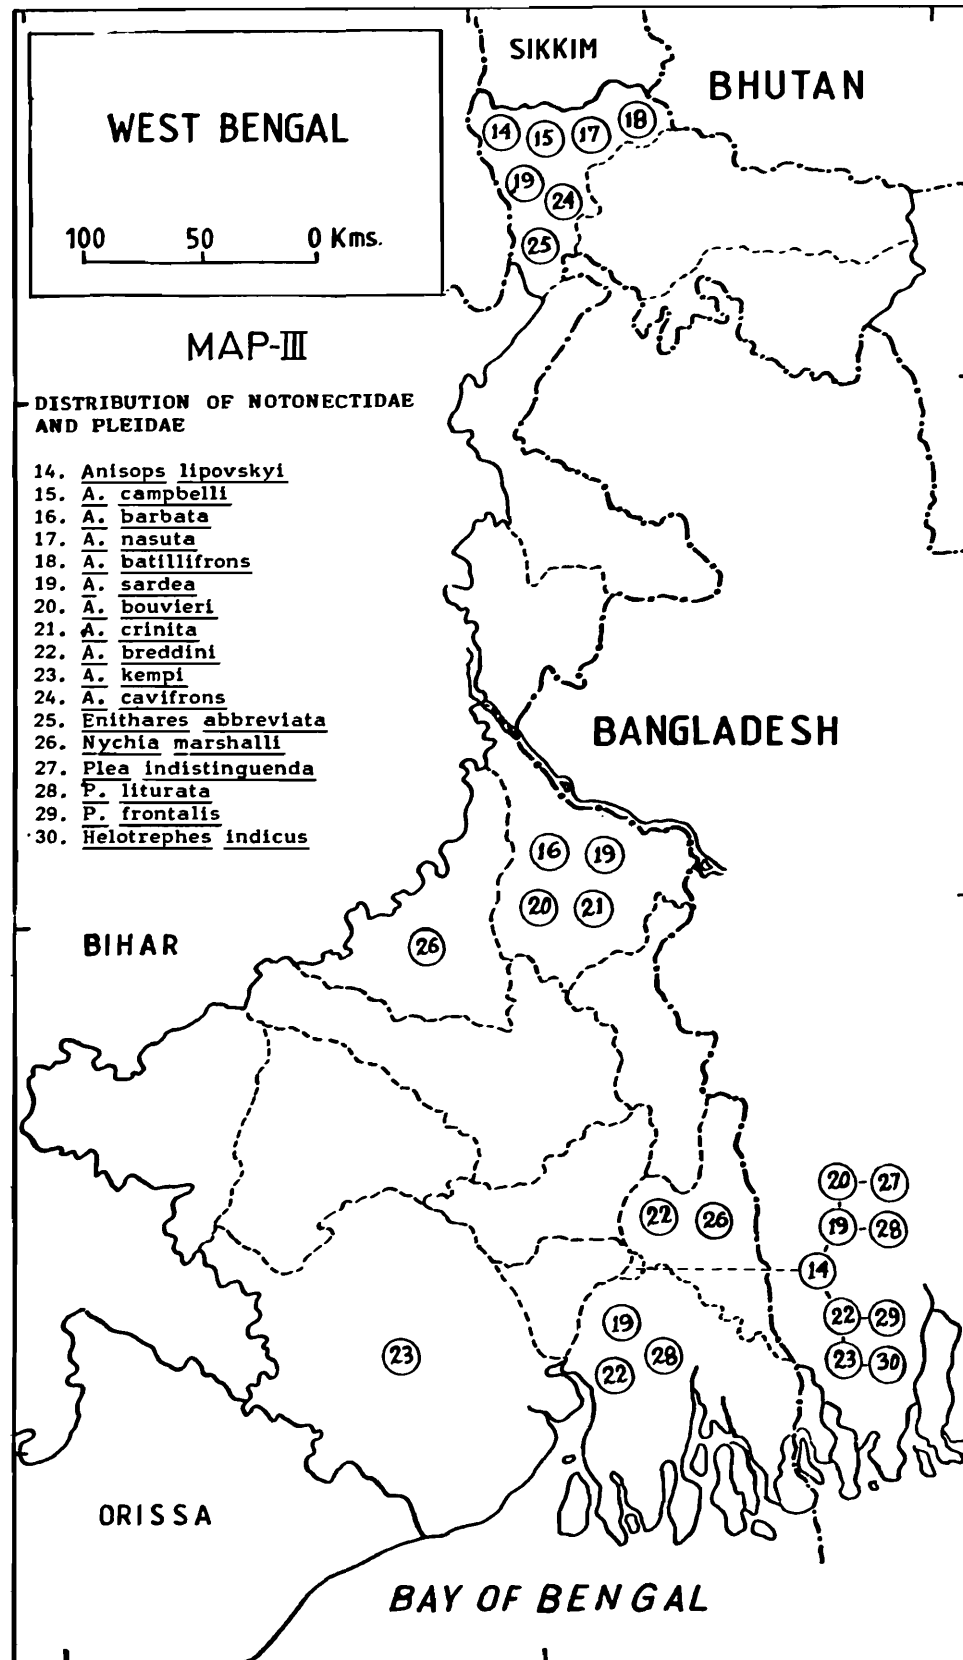 SIKKIM
BHUTAN
WEST BENGAL
100 50 0 Kms.
14 15 17 18
19 24
25
MAP-III
DISTRIBUTION OF NOTONECTIDAE
AND PLEIDAE
14. Anisops lipovskyi
15. A. campbelli
16. A. barbata
17. A. nasuta
18. A. batillifrons
19. A. sardea
20. A. bouvieri
21. A. crinita
22. A. breddini
23. A. kempi
24. A. cavifrons
25. Enithares abbreviata
26. Nychia marshalli
27. Plea indistinguenda
28. P. liturata
29. P. frontalis
30. Helotrephes indicus
BANGLADESH
16 19
20 21
BIHAR
26
22 26
20 27
19 28
14
22 29
23 30
19
28
22
23
ORISSA
BAY OF BENGAL